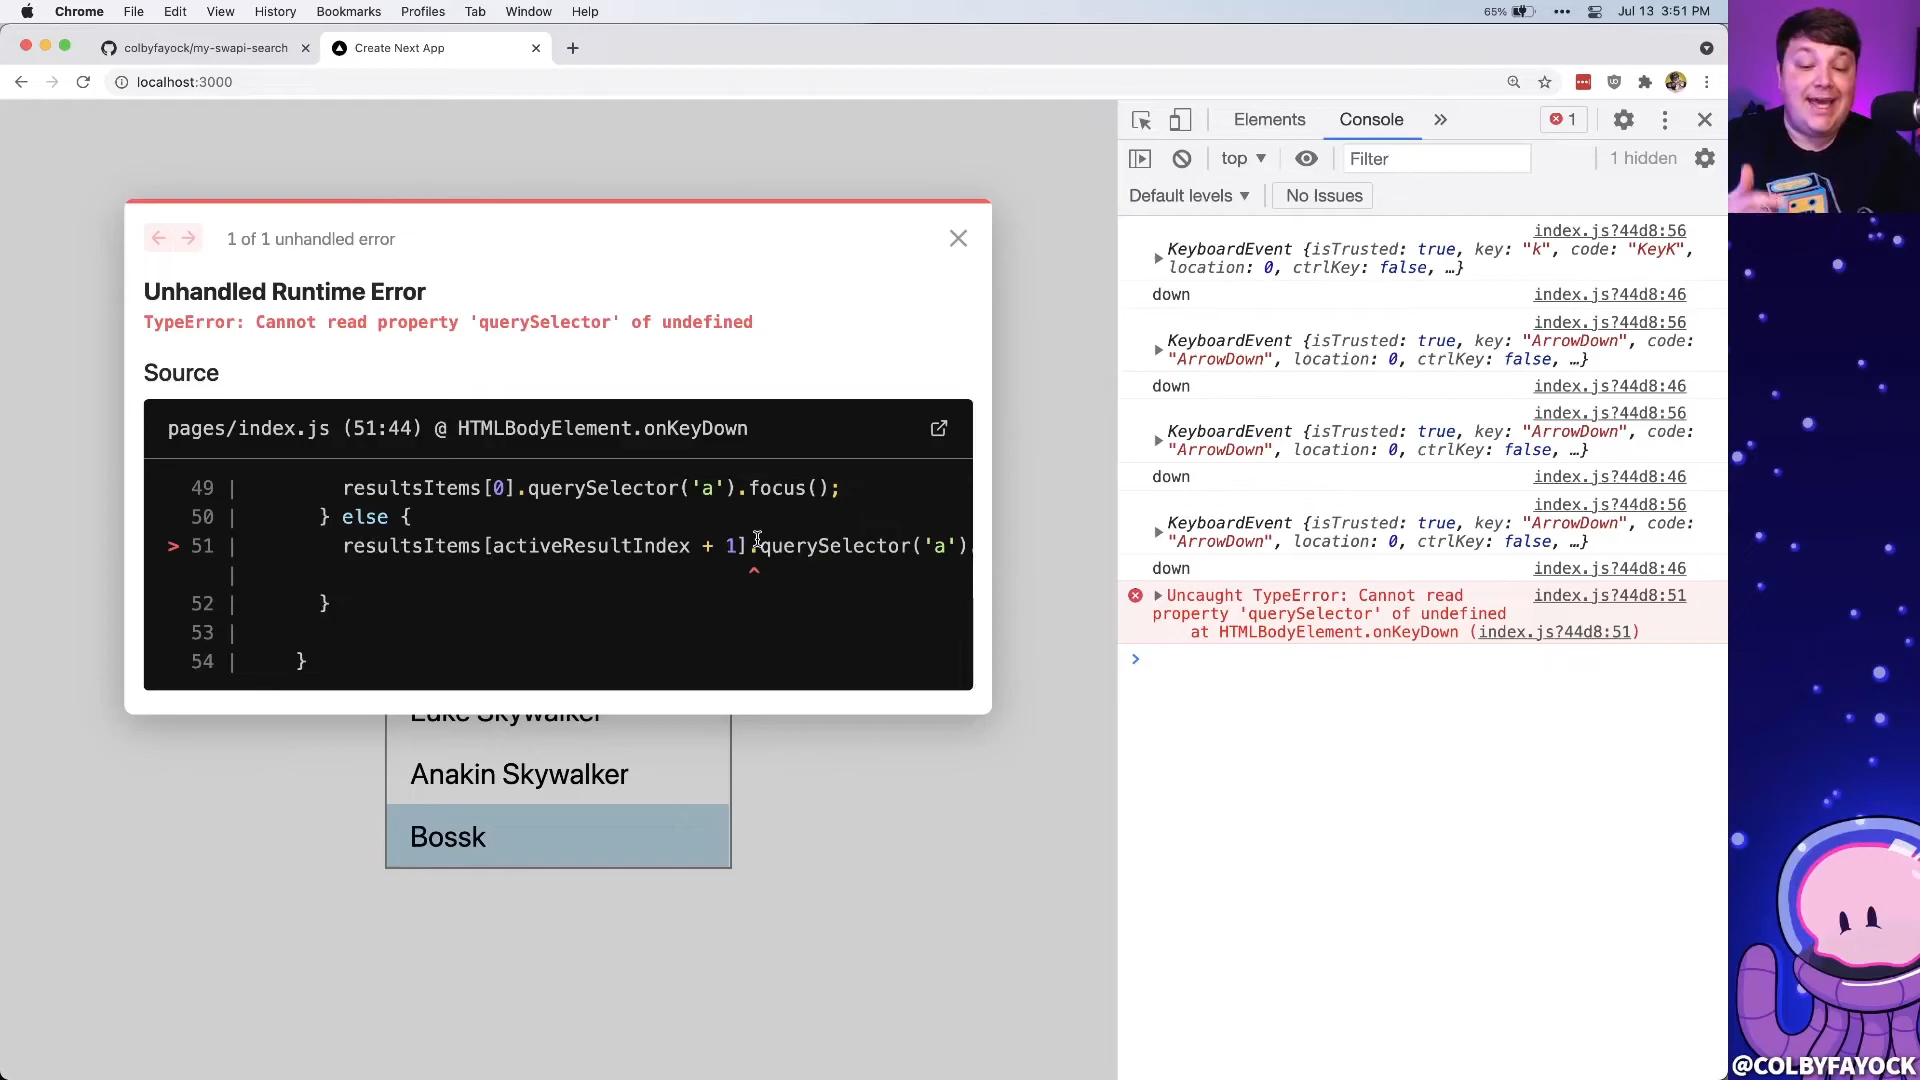 Chrome File Edit View History Bookmarks Profiles Tab Window Help 65% Jul 13 3:51 PM
colbyfayock/my-swapi-search Create Next App
localhost:3000
Elements Console 1
top Filter 1 hidden
Default levels No Issues
1 of 1 unhandled error
Unhandled Runtime Error
TypeError: Cannot read property 'querySelector' of undefined
Source
pages/index.js (51:44) @ HTMLBodyElement.onKeyDown
49 | resultsItems[0].querySelector('a').focus();
50 | } else {
> 51 | resultsItems[activeResultIndex + 1].querySelector('a').
| ^
52 | }
53 |
54 | }
Luke Skywalker
Anakin Skywalker
Bossk
index.js?44d8:56
KeyboardEvent {isTrusted: true, key: "k", code: "KeyK",
location: 0, ctrlKey: false, …}
down index.js?44d8:46
index.js?44d8:56
KeyboardEvent {isTrusted: true, key: "ArrowDown", code:
"ArrowDown", location: 0, ctrlKey: false, …}
down index.js?44d8:46
index.js?44d8:56
KeyboardEvent {isTrusted: true, key: "ArrowDown", code:
"ArrowDown", location: 0, ctrlKey: false, …}
down index.js?44d8:46
index.js?44d8:56
KeyboardEvent {isTrusted: true, key: "ArrowDown", code:
"ArrowDown", location: 0, ctrlKey: false, …}
down index.js?44d8:46
Uncaught TypeError: Cannot read index.js?44d8:51
property 'querySelector' of undefined
at HTMLBodyElement.onKeyDown (index.js?44d8:51)
@COLBYFAYOCK